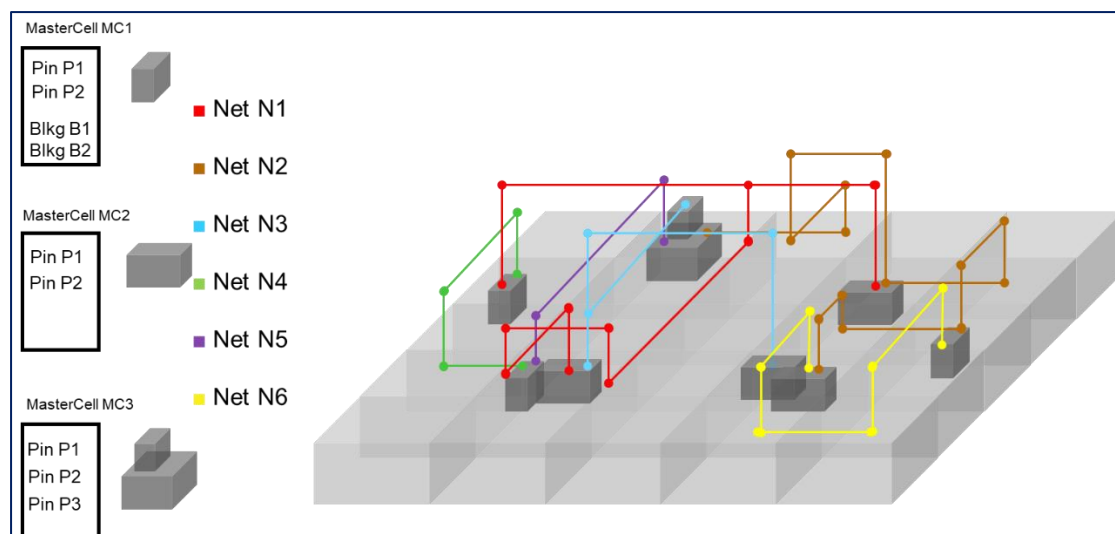 MasterCell MC1
Pin P1
Pin P2
Blkg B1
Blkg B2
MasterCell MC2
Pin P1
Pin P2
MasterCell MC3
Pin P1
Pin P2
Pin P3
Net N1
Net N2
Net N3
Net N4
Net N5
Net N6